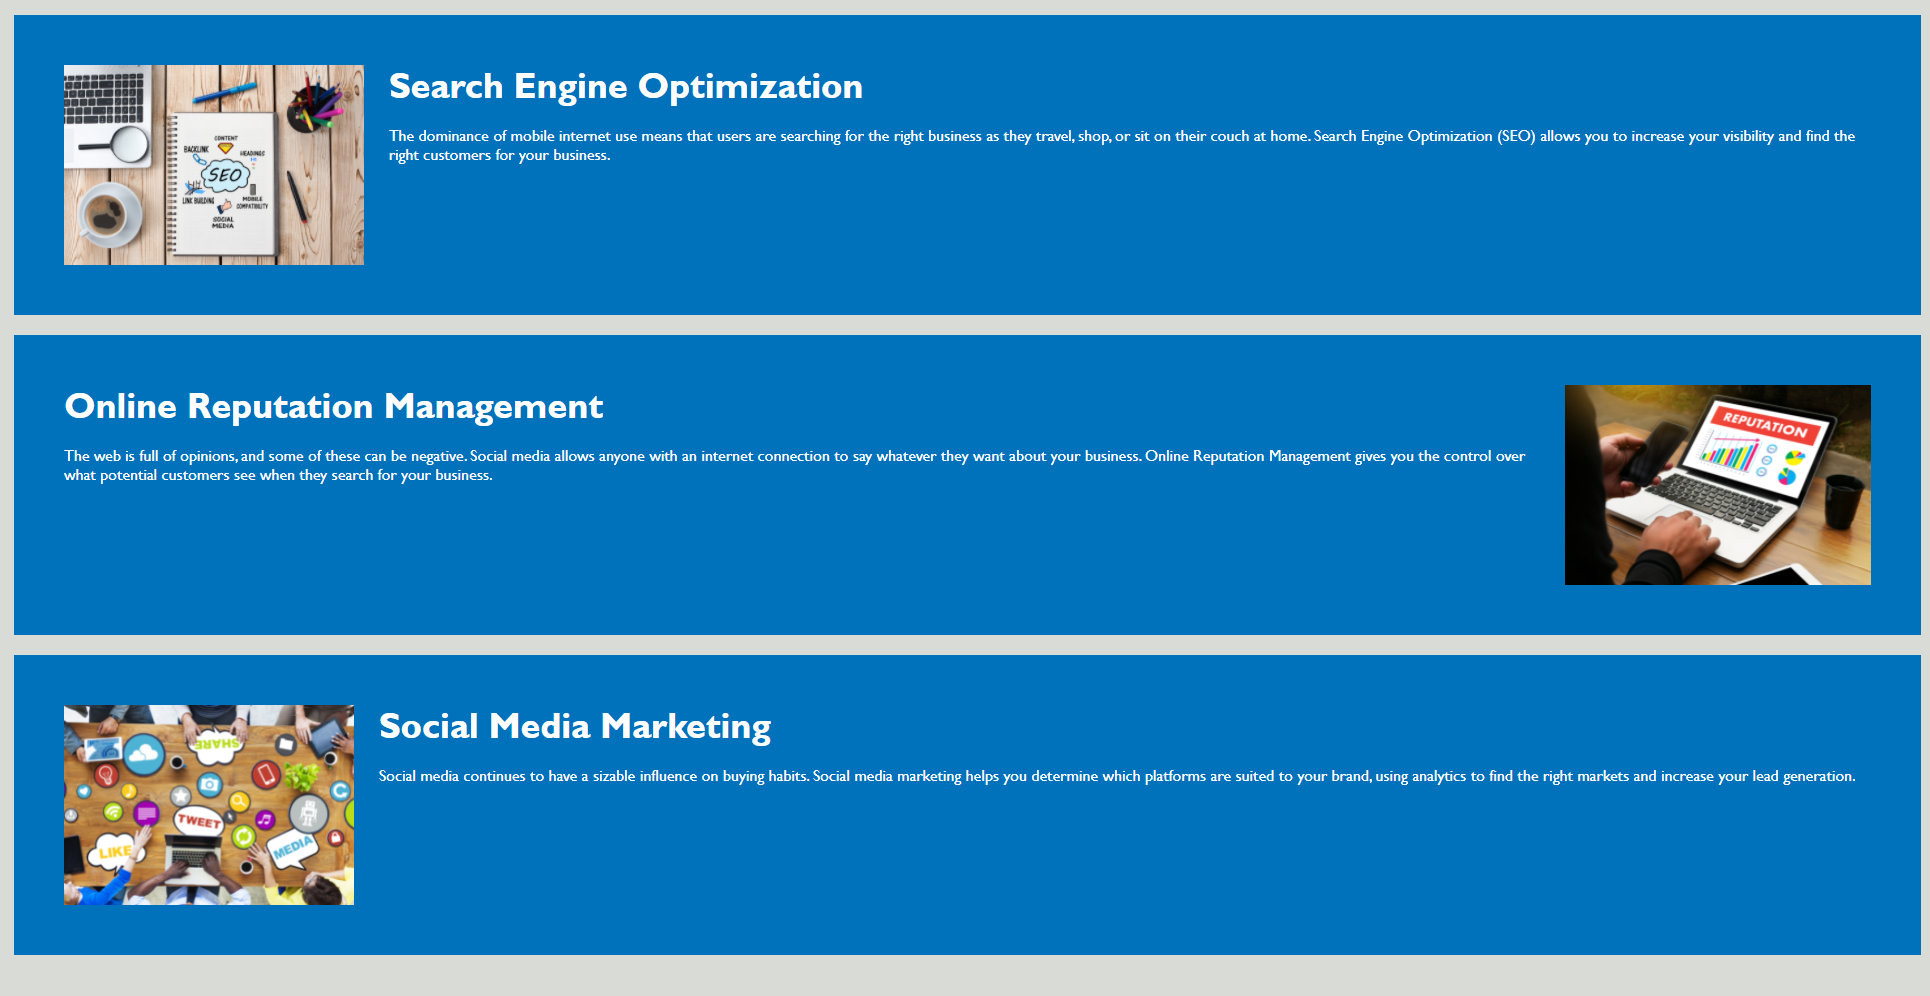 Search Engine Optimization
The dominance of mobile internet use means that users are searching for the right business as they travel, shop, or sit on their couch at home. Search Engine Optimization (SEO) allows you to increase your visibility and find the
right customers for your business.
CONTENT
BACKLINK
HEADINGS
SEO
LINK BUILDING
MOBILE
COMPATIBILITY
SOCIAL
MEDIA
Online Reputation Management
The web is full of opinions, and some of these can be negative. Social media allows anyone with an internet connection to say whatever they want about your business. Online Reputation Management gives you the control over
what potential customers see when they search for your business.
REPUTATION
Social Media Marketing
Social media continues to have a sizable influence on buying habits. Social media marketing helps you determine which platforms are suited to your brand, using analytics to find the right markets and increase your lead generation.
SHARE
TWEET
LIKE
MEDIA